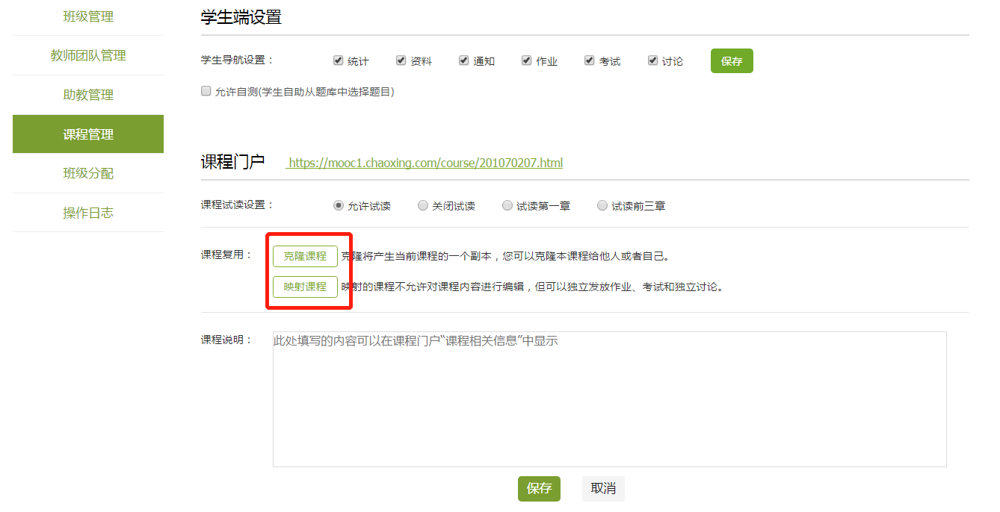 班级管理
教师团队管理
助教管理
课程管理
班级分配
操作日志
学生端设置
学生导航设置： 统计 资料 通知 作业 考试 讨论 保存
允许自测(学生自助从题库中选择题目)
课程门户 https://mooc1.chaoxing.com/course/201070207.html
课程试读设置： 允许试读 关闭试读 试读第一章 试读前三章
课程复用： 克隆课程 克隆将产生当前课程的一个副本，您可以克隆本课程给他人或者自己。
映射课程 映射的课程不允许对课程内容进行编辑，但可以独立发放作业、考试和独立讨论。
课程说明： 此处填写的内容可以在课程门户“课程相关信息”中显示
保存 取消